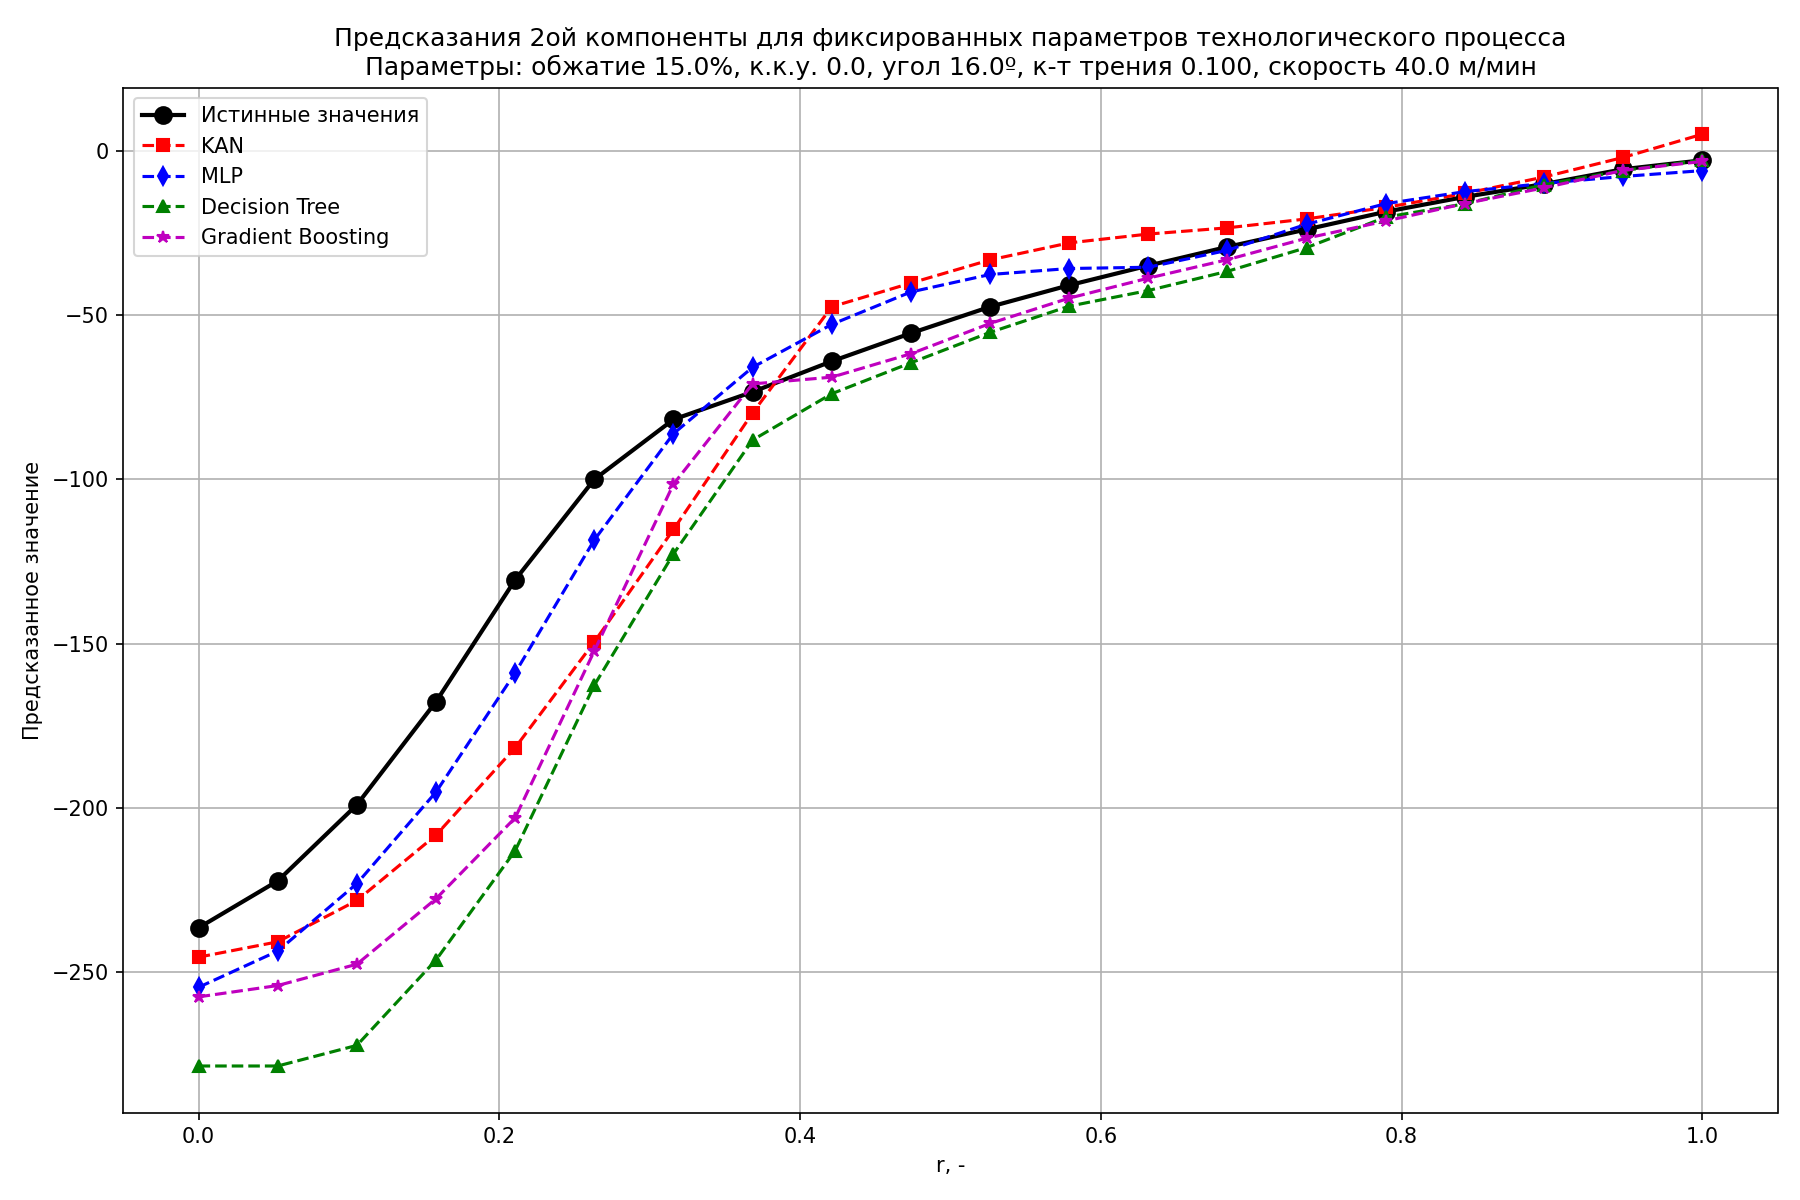 Предсказания 2ой компоненты для фиксированных параметров технологического процесса
Параметры: обжатие 15.0%, к.к.у. 0.0, угол 16.0º, к-т трения 0.100, скорость 40.0 м/мин
Истинные значения
KAN
MLP
Decision Tree
Gradient Boosting
Предсказанное значение
0
−50
−100
−150
−200
−250
0.0
0.2
0.4
0.6
0.8
1.0
r, -